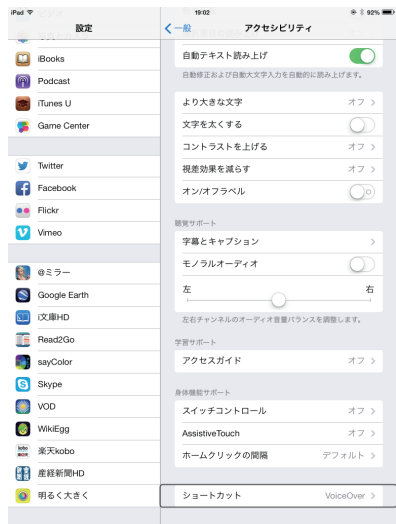 iPad
19:02
92%
設定
一般
アクセシビリティ
iBooks
Podcast
iTunes U
Game Center
Twitter
Facebook
Flickr
Vimeo
@ミラー
Google Earth
i文庫HD
Read2Go
sayColor
Skype
VOD
WikiEgg
楽天kobo
産経新聞HD
明るく大きく
自動テキスト読み上げ
自動修正および自動大文字入力を自動的に読み上げます。
より大きな文字 オフ
文字を太くする
コントラストを上げる オフ
視差効果を減らす オフ
オン/オフラベル
聴覚サポート
字幕とキャプション
モノラルオーディオ
左 右
左右チャンネルのオーディオ音量バランスを調整します。
学習サポート
アクセスガイド オフ
身体機能サポート
スイッチコントロール オフ
AssistiveTouch オフ
ホームクリックの間隔 デフォルト
ショートカット VoiceOver